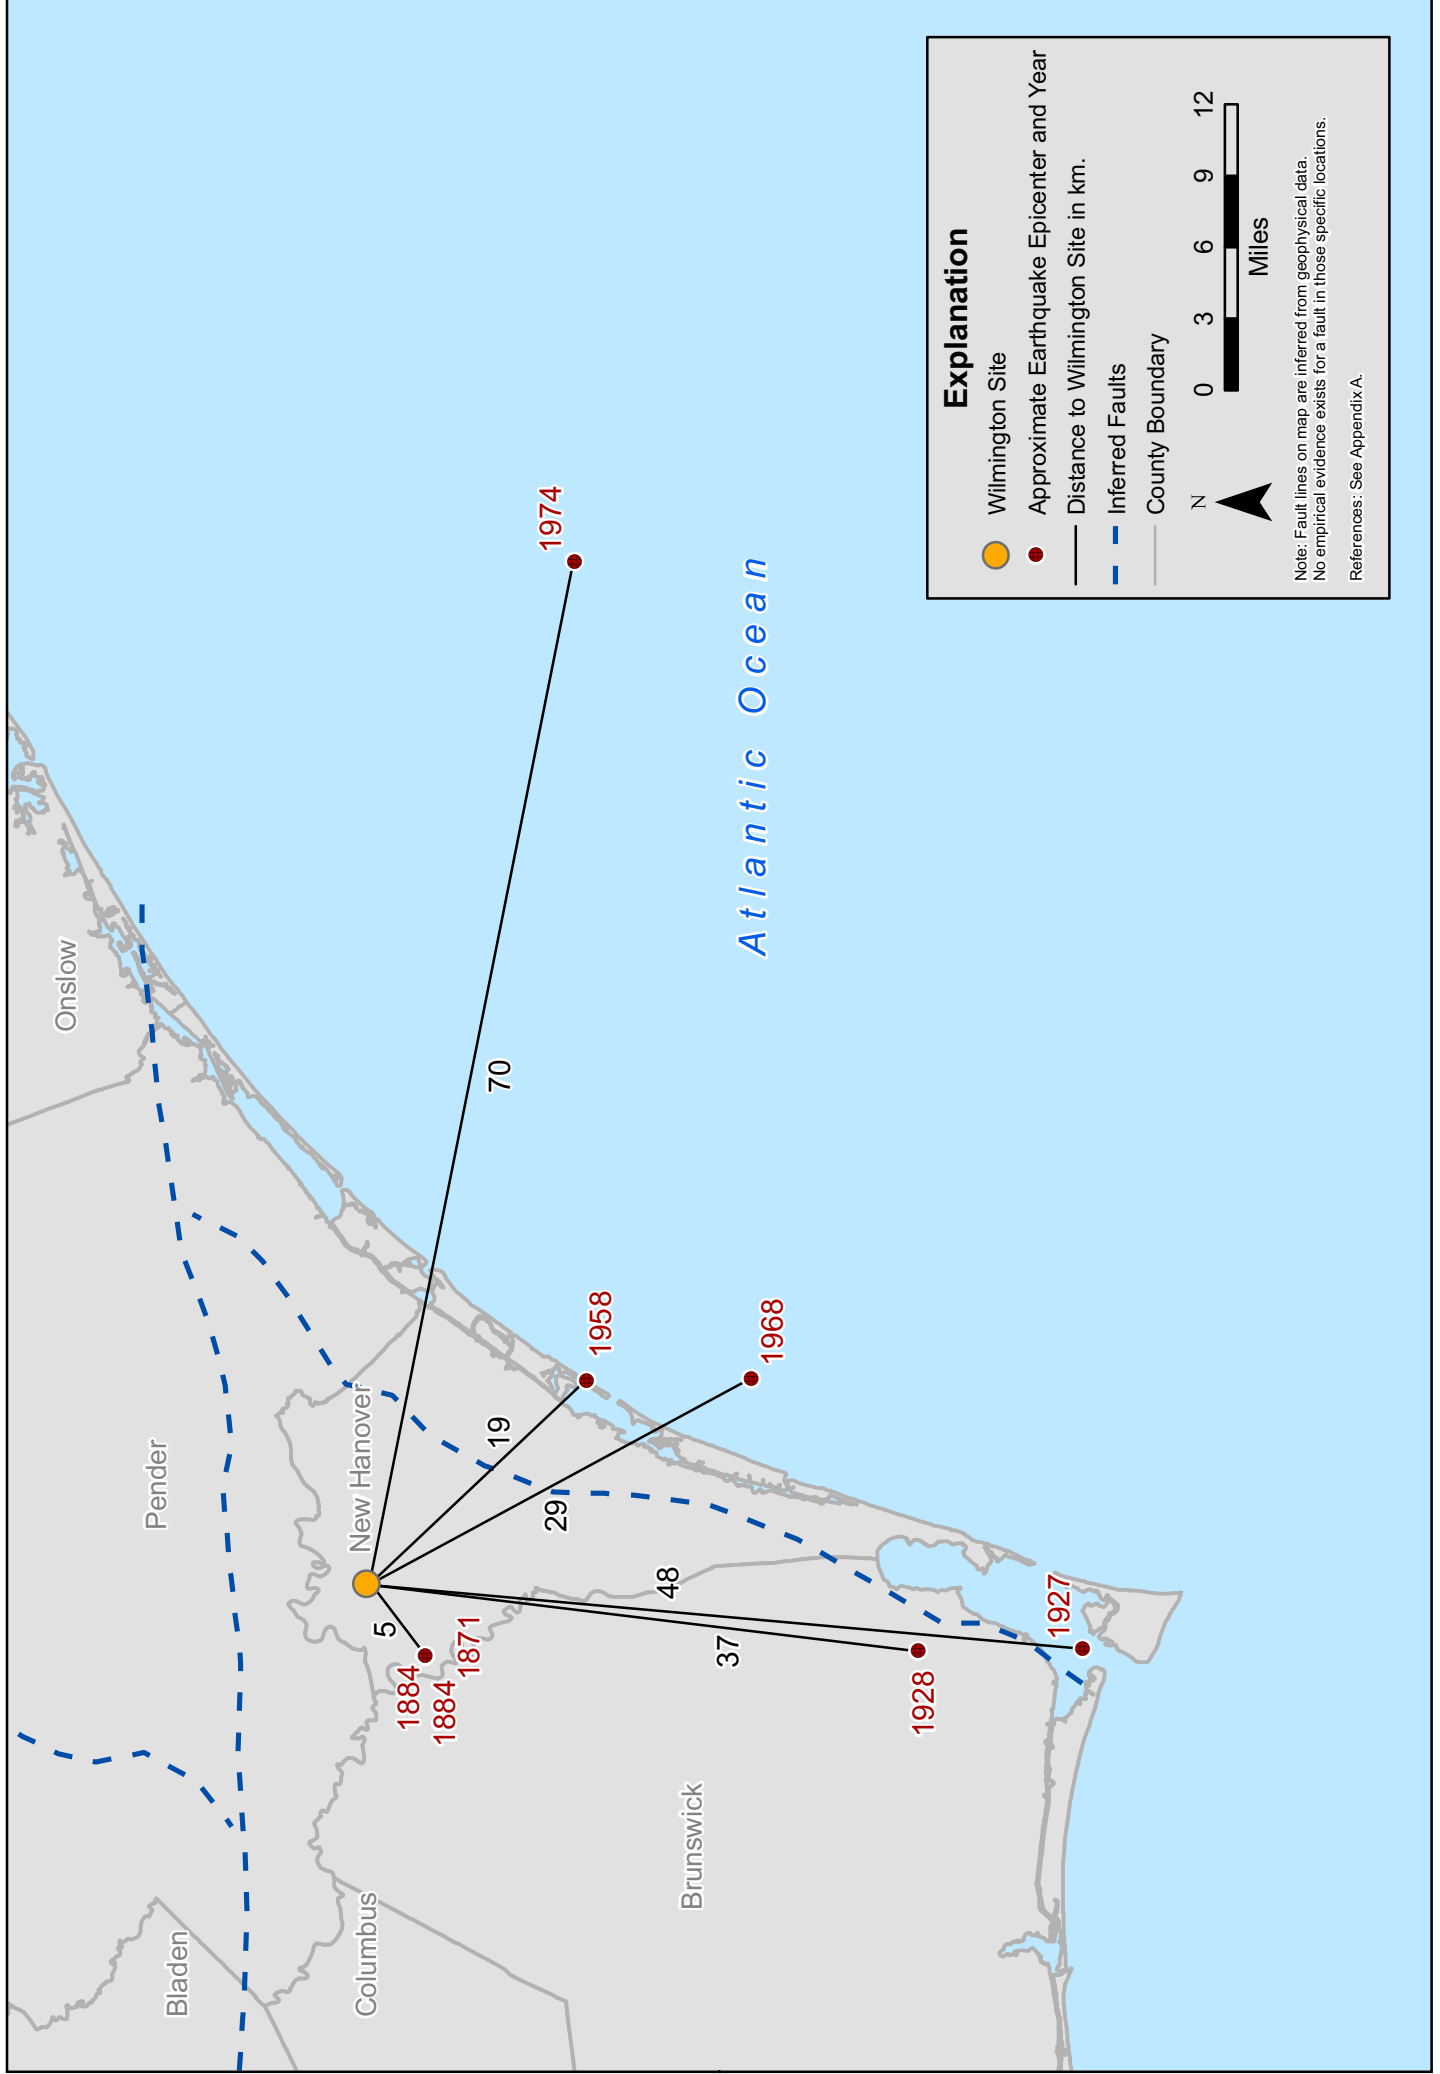 Onslow
Pender
Bladen
New Hanover
Columbus
Brunswick
Atlantic Ocean
1974
70
1958
19
1968
29
5
1884
1884
1871
48
37
1928
1927
Explanation
Wilmington Site
Approximate Earthquake Epicenter and Year
Distance to Wilmington Site in km.
Inferred Faults
County Boundary
N
0 3 6 9 12
Miles
Note: Fault lines on map are inferred from geophysical data.
No empirical evidence exists for a fault in those specific locations.
References: See Appendix A.